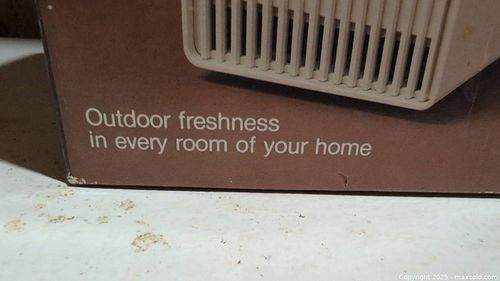 Outdoor freshness
in every room of your home
Copyright 2025 - maxsold.com